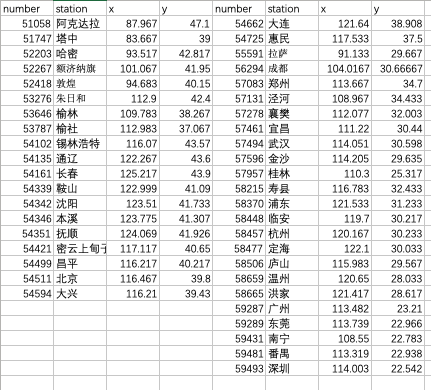 number station x y number station x y
51058 阿克达拉 87.967 47.1 54662 大连 121.64 38.908
51747 塔中 83.667 39 54725 惠民 117.533 37.5
52203 哈密 93.517 42.817 55591 拉萨 91.133 29.667
52267 额济纳旗 101.067 41.95 56294 成都 104.0167 30.66667
52418 敦煌 94.683 40.15 57083 郑州 113.667 34.7
53276 朱日和 112.9 42.4 57131 泾河 108.967 34.433
53646 榆林 109.783 38.267 57278 襄樊 112.077 32.003
53787 榆社 112.983 37.067 57461 宜昌 111.22 30.44
54102 锡林浩特 116.07 43.57 57494 武汉 114.051 30.598
54135 通辽 122.267 43.6 57596 金沙 114.205 29.635
54161 长春 125.217 43.9 57957 桂林 110.3 25.317
54339 鞍山 122.999 41.09 58215 寿县 116.783 32.433
54342 沈阳 123.51 41.733 58370 浦东 121.533 31.233
54346 本溪 123.775 41.307 58448 临安 119.7 30.217
54351 抚顺 124.069 41.926 58457 杭州 120.167 30.233
54421 密云上甸子 117.117 40.65 58477 定海 122.1 30.033
54499 昌平 116.217 40.217 58506 庐山 115.983 29.567
54511 北京 116.467 39.8 58659 温州 120.65 28.033
54594 大兴 116.21 39.43 58665 洪家 121.417 28.617
59287 广州 113.482 23.21
59289 东莞 113.739 22.966
59431 南宁 108.55 22.783
59481 番禺 113.319 22.938
59493 深圳 114.003 22.542